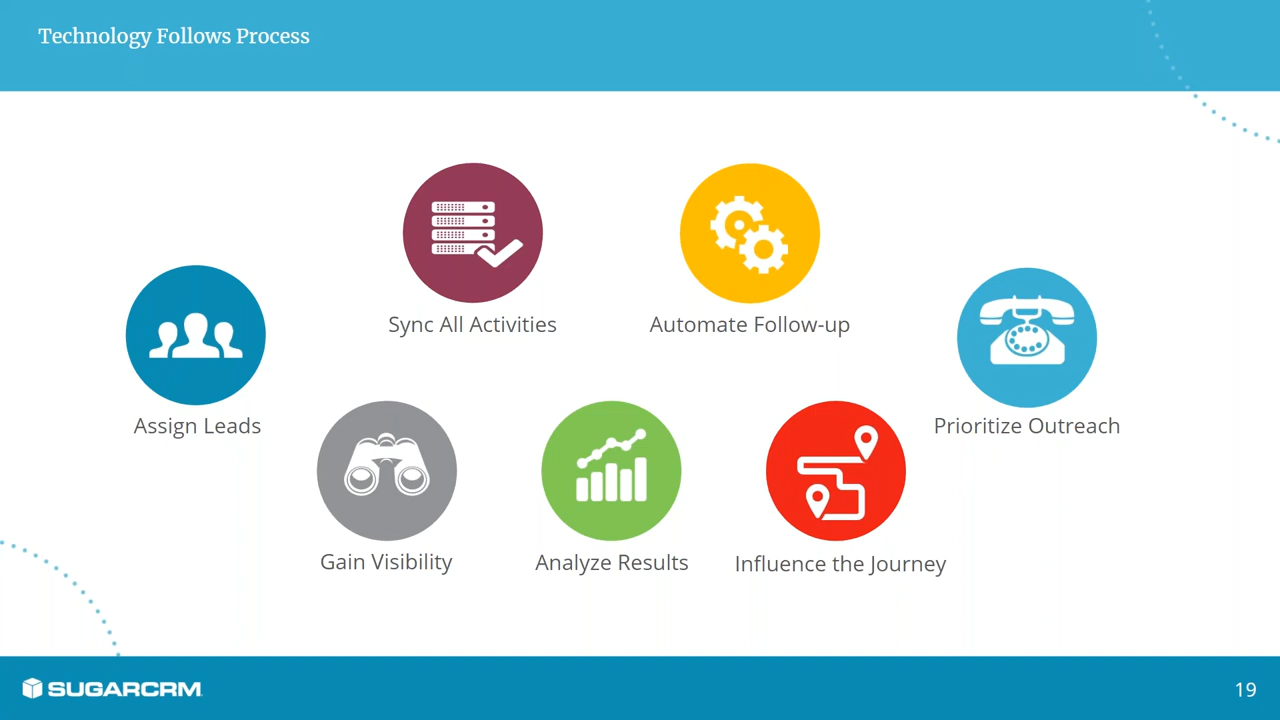 Technology Follows Process
Sync All Activities
Automate Follow-up
Assign Leads
Prioritize Outreach
Gain Visibility
Analyze Results
Influence the Journey
SUGARCRM
19